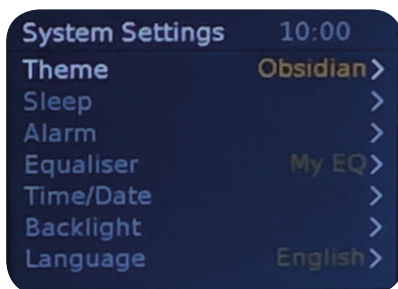 System Settings 10:00
Theme Obsidian >
Sleep >
Alarm >
Equaliser My EQ >
Time/Date >
Backlight >
Language English >